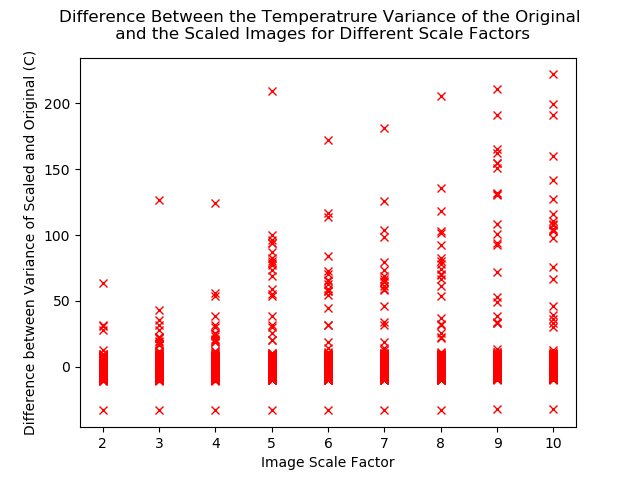 Difference Between the Temperatrure Variance of the Original
and the Scaled Images for Different Scale Factors
Difference between Variance of Scaled and Original (C)
200
150
100
50
0
2 3 4 5 6 7 8 9 10
Image Scale Factor